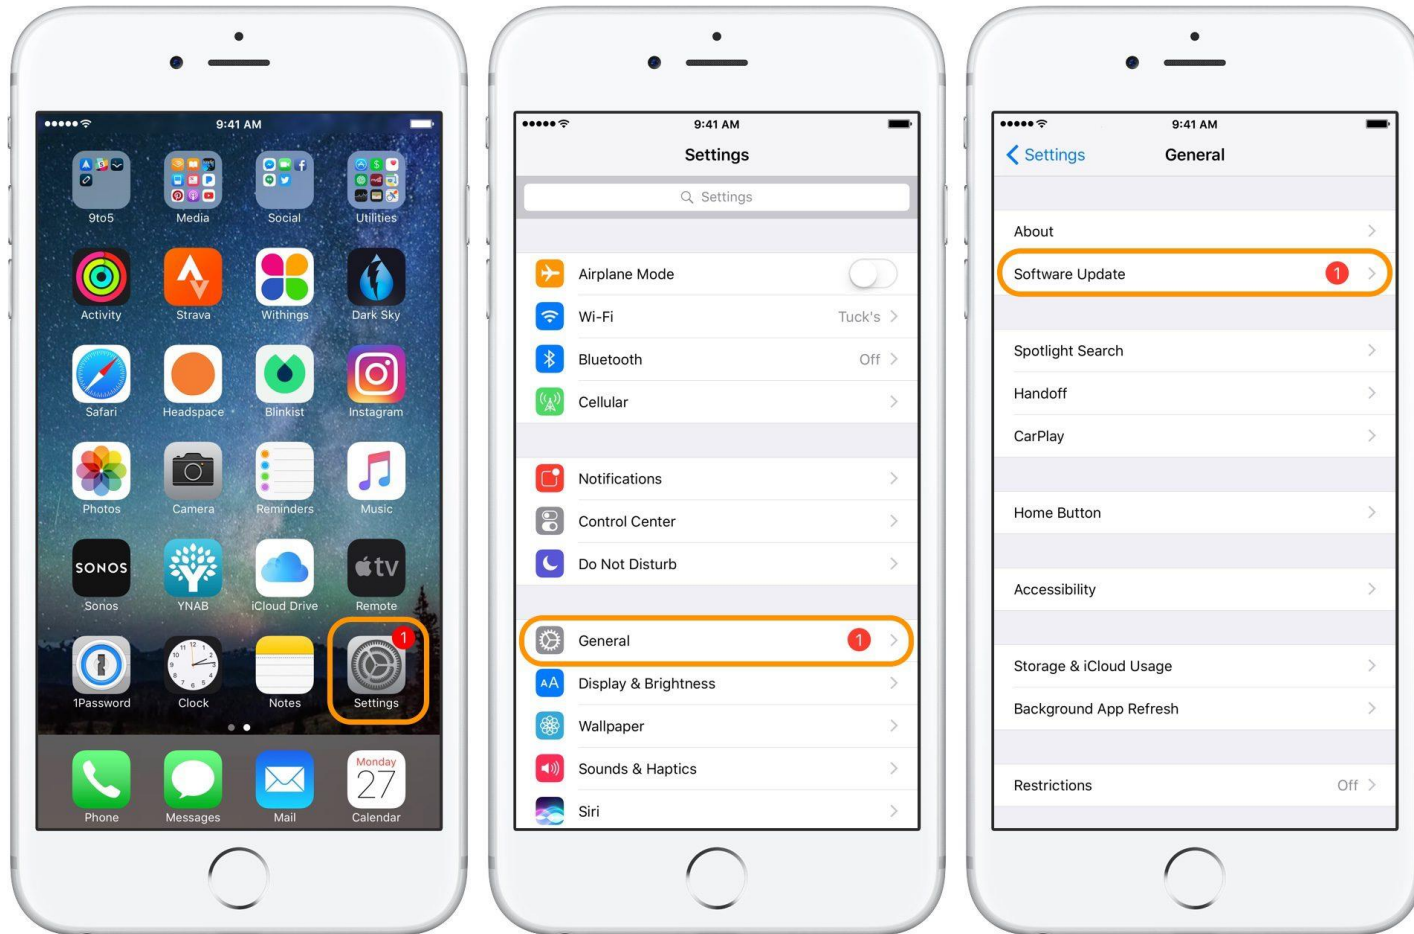 9:41 AM
9to5
Media
Social
Utilities
Activity
Strava
Withings
Dark Sky
Safari
Headspace
Blinkist
Instagram
Photos
Camera
Reminders
Music
SONOS
tv
Sonos
YNAB
iCloud Drive
Remote
1
1Password
Clock
Notes
Settings
Monday
27
Phone
Messages
Mail
Calendar
9:41 AM
Settings
Settings
Airplane Mode
Wi-Fi Tuck's
Bluetooth Off
Cellular
Notifications
Control Center
Do Not Disturb
General 1
AA Display & Brightness
Wallpaper
Sounds & Haptics
Siri
9:41 AM
Settings General
About
Software Update 1
Spotlight Search
Handoff
CarPlay
Home Button
Accessibility
Storage & iCloud Usage
Background App Refresh
Restrictions Off